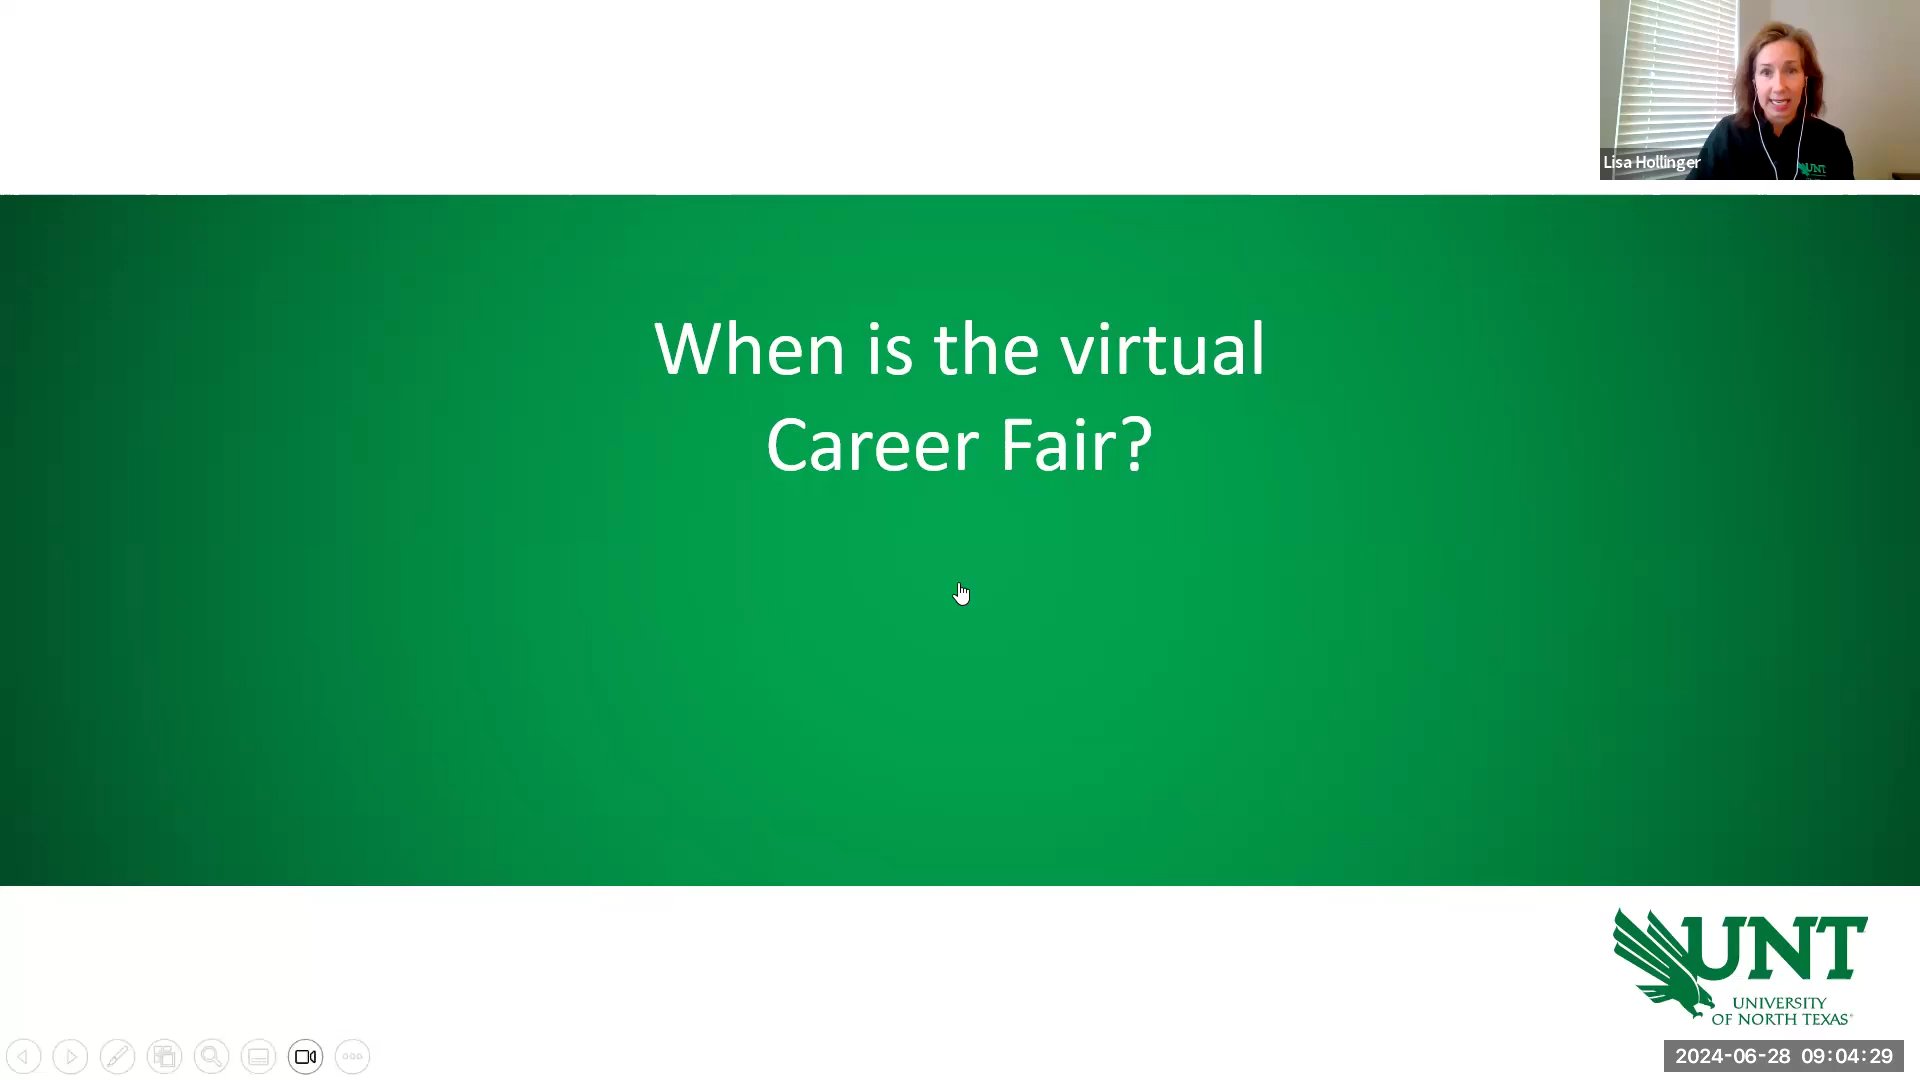 Lisa Hollinger
UNT
When is the virtual
Career Fair?
UNT
UNIVERSITY
OF NORTH TEXAS
2024-06-28 09:04:29